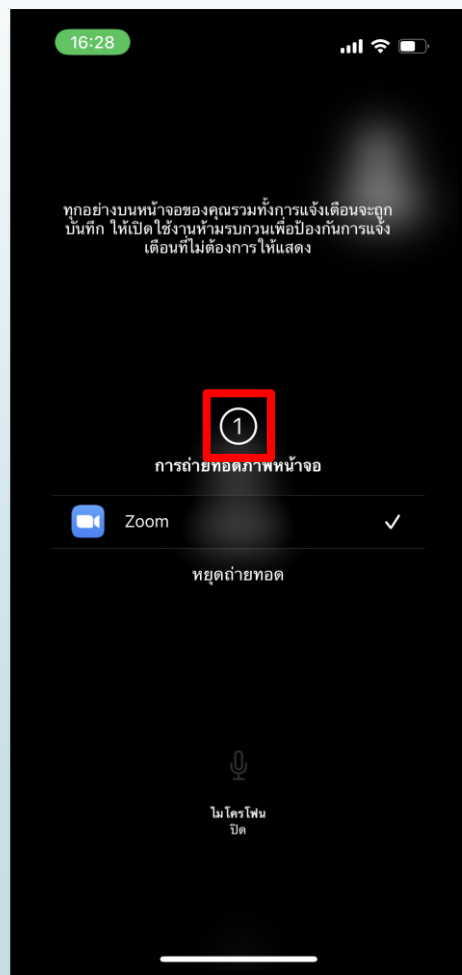 16:28
ทุกอย่างบนหน้าจอของคุณรวมทั้งการแจ้งเตือนจะถูก
บันทึก ให้เปิดใช้งานห้ามรบกวนเพื่อป้องกันการแจ้ง
เตือนที่ไม่ต้องการให้แสดง
1
การถ่ายทอดภาพหน้าจอ
Zoom
หยุดถ่ายทอด
ไมโครโฟน
ปิด